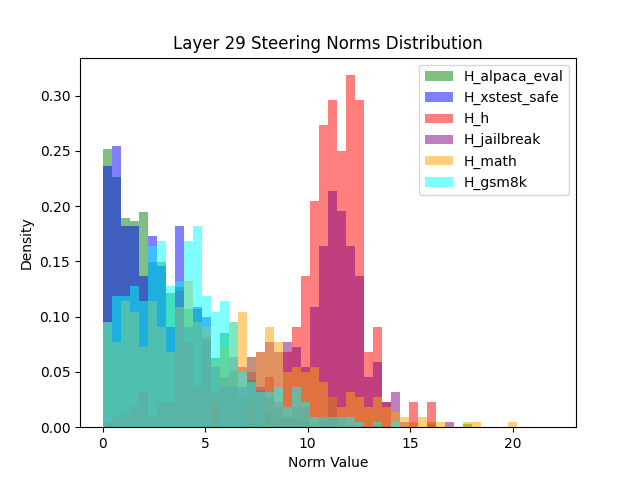 Layer 29 Steering Norms Distribution
H_alpaca_eval
H_xstest_safe
H_h
H_jailbreak
H_math
H_gsm8k
Density
0.30
0.25
0.20
0.15
0.10
0.05
0.00
0
5
10
15
20
Norm Value